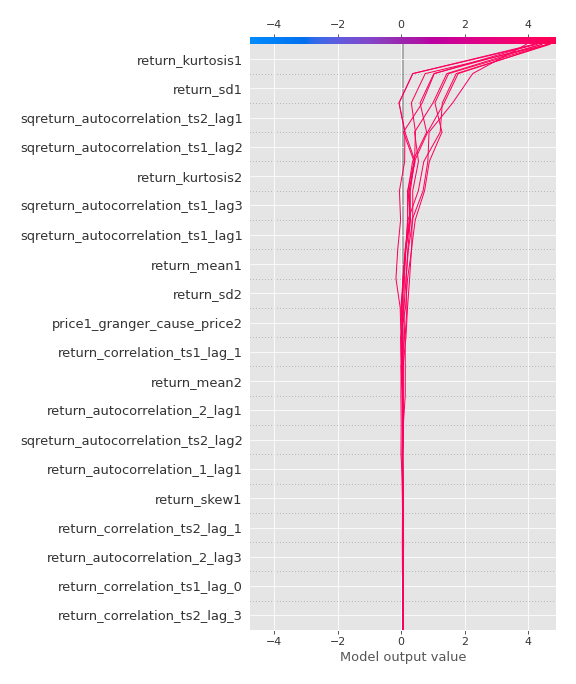 −4 −2 0 2 4
return_kurtosis1
return_sd1
sqreturn_autocorrelation_ts2_lag1
sqreturn_autocorrelation_ts1_lag2
return_kurtosis2
sqreturn_autocorrelation_ts1_lag3
sqreturn_autocorrelation_ts1_lag1
return_mean1
return_sd2
price1_granger_cause_price2
return_correlation_ts1_lag_1
return_mean2
return_autocorrelation_2_lag1
sqreturn_autocorrelation_ts2_lag2
return_autocorrelation_1_lag1
return_skew1
return_correlation_ts2_lag_1
return_autocorrelation_2_lag3
return_correlation_ts1_lag_0
return_correlation_ts2_lag_3
−4 −2 0 2 4
Model output value